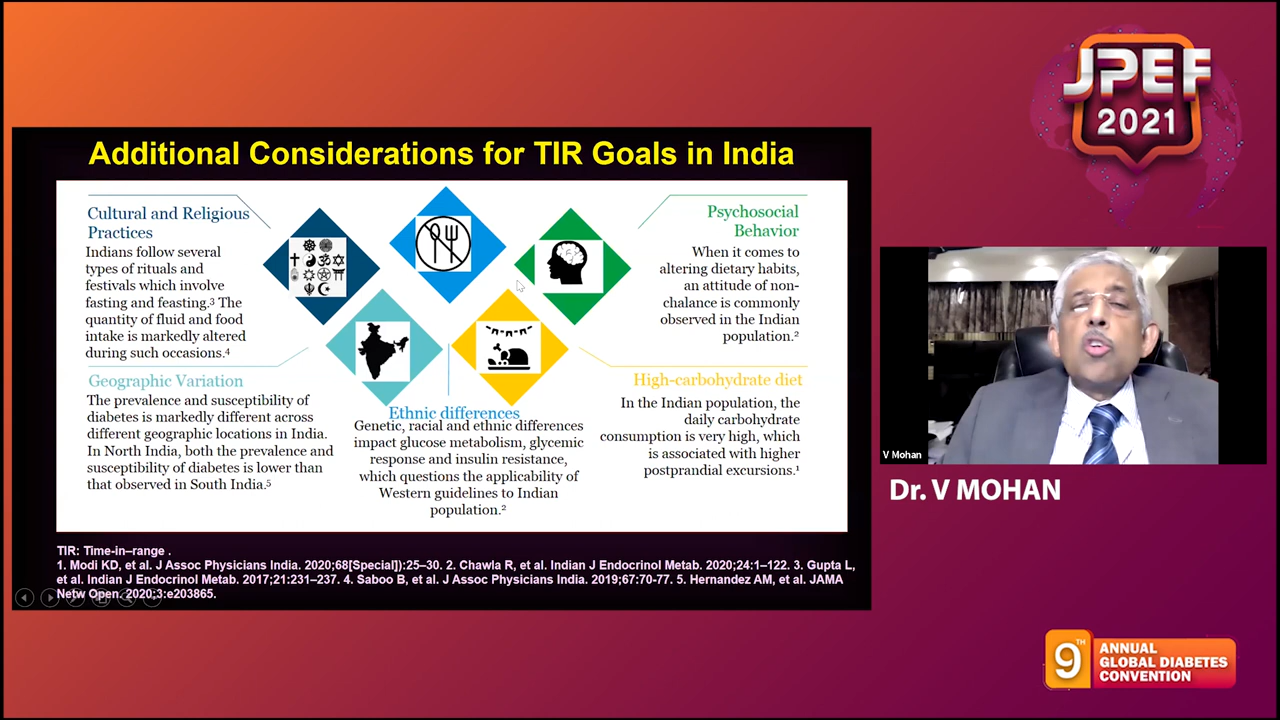 JPEF
2021
Additional Considerations for TIR Goals in India
Cultural and Religious
Practices
Indians follow several
types of rituals and
festivals which involve
fasting and feasting.³ The
quantity of fluid and food
intake is markedly altered
during such occasions.⁴
Geographic Variation
The prevalence and susceptibility of
diabetes is markedly different across
different geographic locations in India.
In North India, both the prevalence and
susceptibility of diabetes is lower than
that observed in South India.⁵
Ethnic differences
Genetic, racial and ethnic differences
impact glucose metabolism, glycemic
response and insulin resistance,
which questions the applicability of
Western guidelines to Indian
population.²
Psychosocial
Behavior
When it comes to
altering dietary habits,
an attitude of non-
chalance is commonly
observed in the Indian
population.²
High-carbohydrate diet
In the Indian population, the
daily carbohydrate
consumption is very high, which
is associated with higher
postprandial excursions.¹
TIR: Time-in–range .
1. Modi KD, et al. J Assoc Physicians India. 2020;68[Special]):25–30. 2. Chawla R, et al. Indian J Endocrinol Metab. 2020;24:1–122. 3. Gupta L,
et al. Indian J Endocrinol Metab. 2017;21:231–237. 4. Saboo B, et al. J Assoc Physicians India. 2019;67:70-77. 5. Hernandez AM, et al. JAMA
Netw Open. 2020;3:e203865.
V Mohan
Dr. V MOHAN
9TH
ANNUAL
GLOBAL DIABETES
CONVENTION